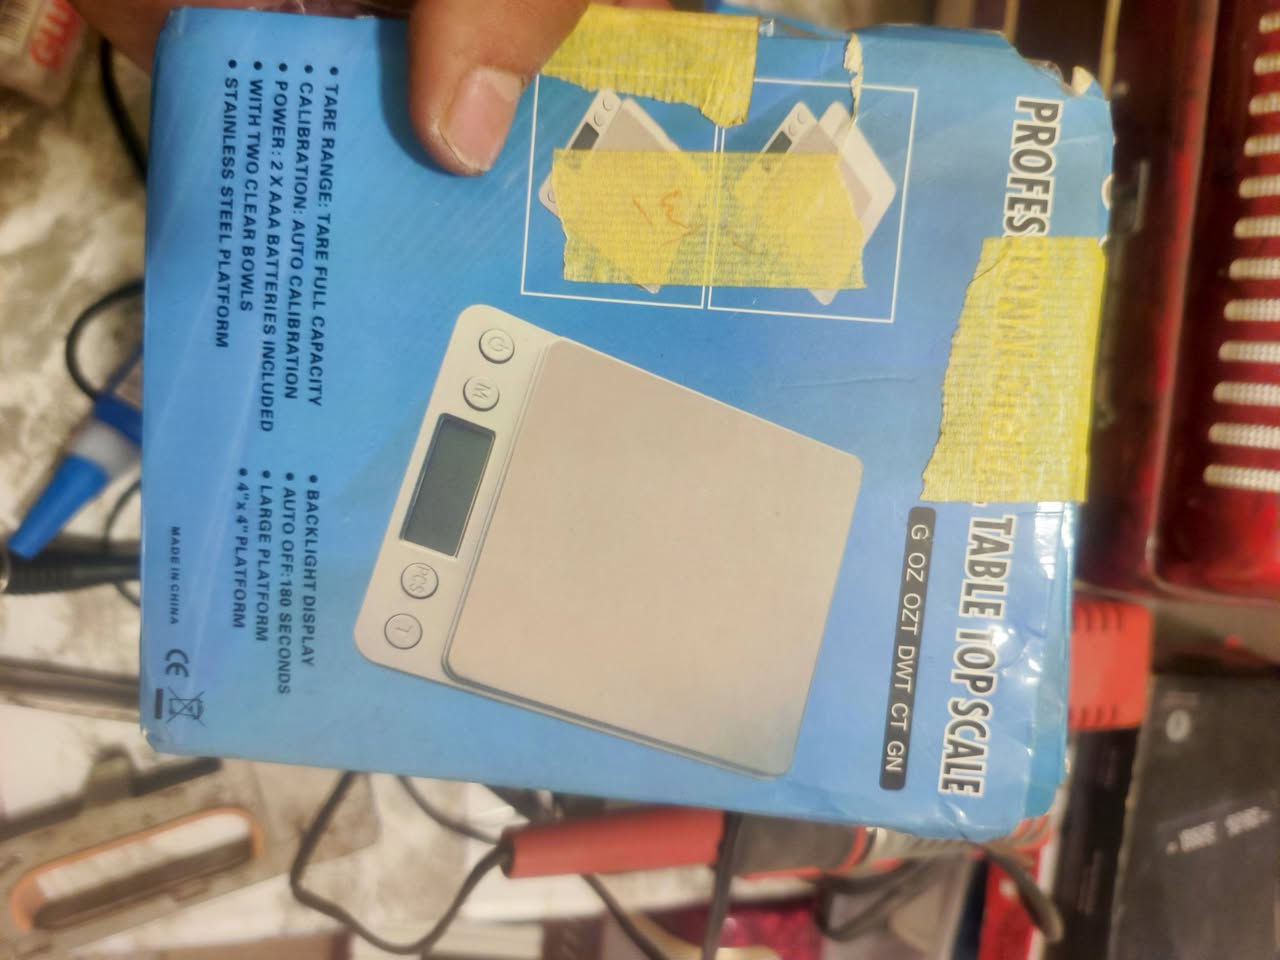 PROFESSIONAL DIGITAL TABLE TOP SCALE
G OZ OZT DWT CT GN
M
PCS
T
• TARE RANGE: TARE FULL CAPACITY
• CALIBRATION: AUTO CALIBRATION
• POWER: 2 X AAA BATTERIES INCLUDED
• WITH TWO CLEAR BOWLS
• STAINLESS STEEL PLATFORM
• BACKLIGHT DISPLAY
• AUTO OFF: 180 SECONDS
• LARGE PLATFORM
• 4" x 4" PLATFORM
MADE IN CHINA
CE